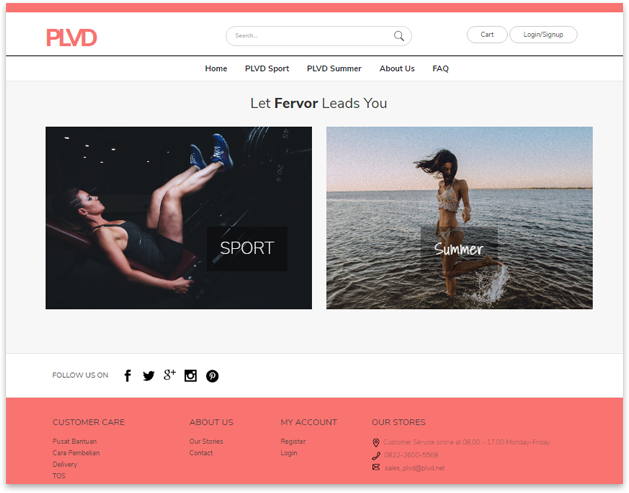 PLVD
Search...
Cart
Login/Signup
Home
PLVD Sport
PLVD Summer
About Us
FAQ
Let Fervor Leads You
SPORT
Summer
FOLLOW US ON
CUSTOMER CARE
Pusat Bantuan
Cara Pembelian
Delivery
TOS
ABOUT US
Our Stories
Contact
MY ACCOUNT
Register
Login
OUR STORES
Customer Service online at 08.00 - 17.00 Monday-Friday
0822-3600-5568
sales_plvd@plvd.net